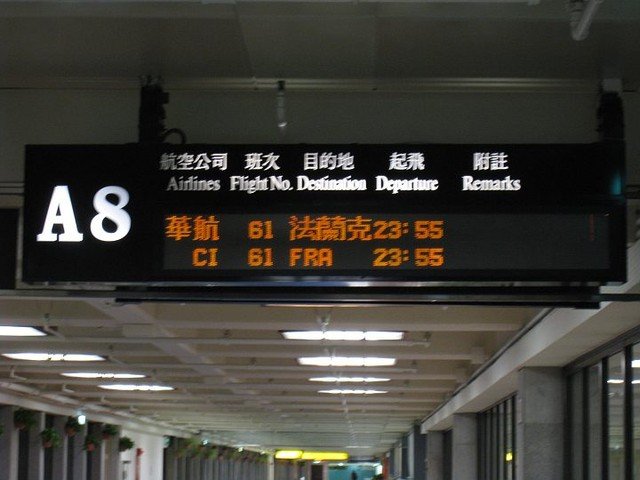 A8
航空公司 班次 目的地 起飛 附註
Airlines Flight No. Destination Departure Remarks
華航 61 法蘭克 23:55
CI 61 FRA 23:55